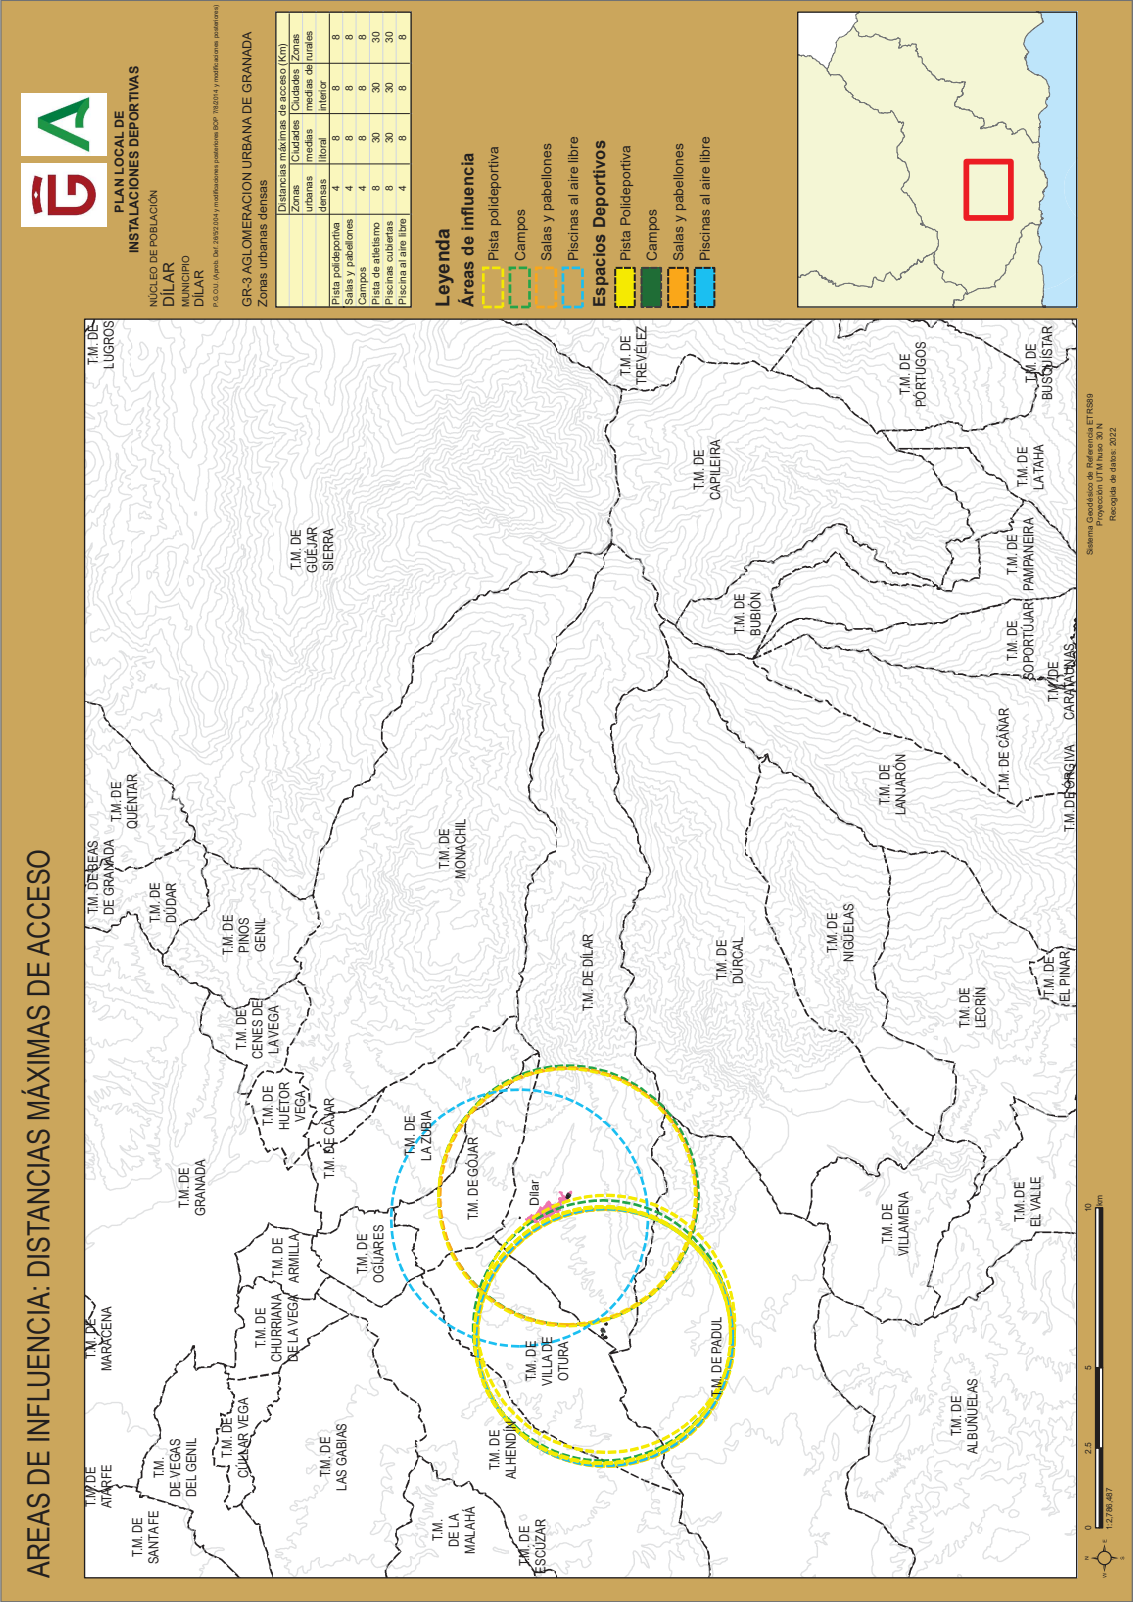 AREAS DE INFLUENCIA: DISTANCIAS MÁXIMAS DE ACCESO
PLAN LOCAL DE
INSTALACIONES DEPORTIVAS
NÚCLEO DE POBLACIÓN
DÍLAR
MUNICIPIO
DÍLAR
GR-3 AGLOMERACION URBANA DE GRANADA
Zonas urbanas densas
Distancias máximas de acceso (Km)
Zonas urbanas densas
Ciudades medias litoral
Ciudades medias de interior
Zonas rurales
Pista polideportiva 4 8 8 8
Salas y pabellones 4 8 8 8
Campos 4 8 8 8
Pista de atletismo 8 30 30 30
Piscinas cubiertas 8 30 30 30
Piscina al aire libre 4 8 8 8
Leyenda
Áreas de influencia
Pista polideportiva
Campos
Salas y pabellones
Piscinas al aire libre
Espacios Deportivos
Pista Polideportiva
Campos
Salas y pabellones
Piscinas al aire libre
T.M. DE
ATARFE
T.M. DE
MARACENA
T.M. DE BEAS
DE GRANADA
T.M. DE
QUÉNTAR
T.M. DE
LUGROS
T.M. DE
SANTA FE
T.M.
DE VEGAS
DEL GENIL
T.M. DE
GRANADA
T.M. DE
DÚDAR
T.M. DE
CÚLLAR VEGA
T.M. DE
CHURRIANA
DE LA VEGA
T.M. DE
ARMILLA
T.M. DE
HUÉTOR
VEGA
T.M. DE
CENES DE
LA VEGA
T.M. DE
PINOS
GENIL
T.M. DE
GÜÉJAR
SIERRA
T.M. DE
LAS GABIAS
T.M. DE
OGÍJARES
T.M. DE CÁJAR
T.M. DE
LA ZUBIA
T.M. DE
MONACHIL
T.M.
DE LA
MALAHÁ
T.M. DE
ALHENDÍN
T.M. DE GÓJAR
T.M. DE
ESCÚZAR
T.M. DE
VILLA DE
OTURA
Dílar
T.M. DE DÍLAR
T.M. DE
TREVÉLEZ
T.M. DE PADUL
T.M. DE
DÚRCAL
T.M. DE
BUBIÓN
T.M. DE
CAPILEIRA
T.M. DE
NIGÜELAS
T.M. DE
LANJARÓN
T.M. DE
PÓRTUGOS
T.M. DE
ALBUÑUELAS
T.M. DE
VILLAMENA
T.M. DE
LECRÍN
T.M. DE CÁÑAR
T.M. DE
SOPORTÚJAR
T.M. DE
PAMPANEIRA
T.M. DE
LA TAHA
T.M. DE
BUSQUÍSTAR
T.M. DE
EL VALLE
T.M. DE
EL PINAR
T.M. DE ÓRGIVA
T.M. DE
CARATAUNAS
N
W
E
S
0 2.5 5 10
km
1:2,786,487
Sistema Geodésico de Referencia ETRS89
Proyección UTM huso 30 N
Recogida de datos: 2022